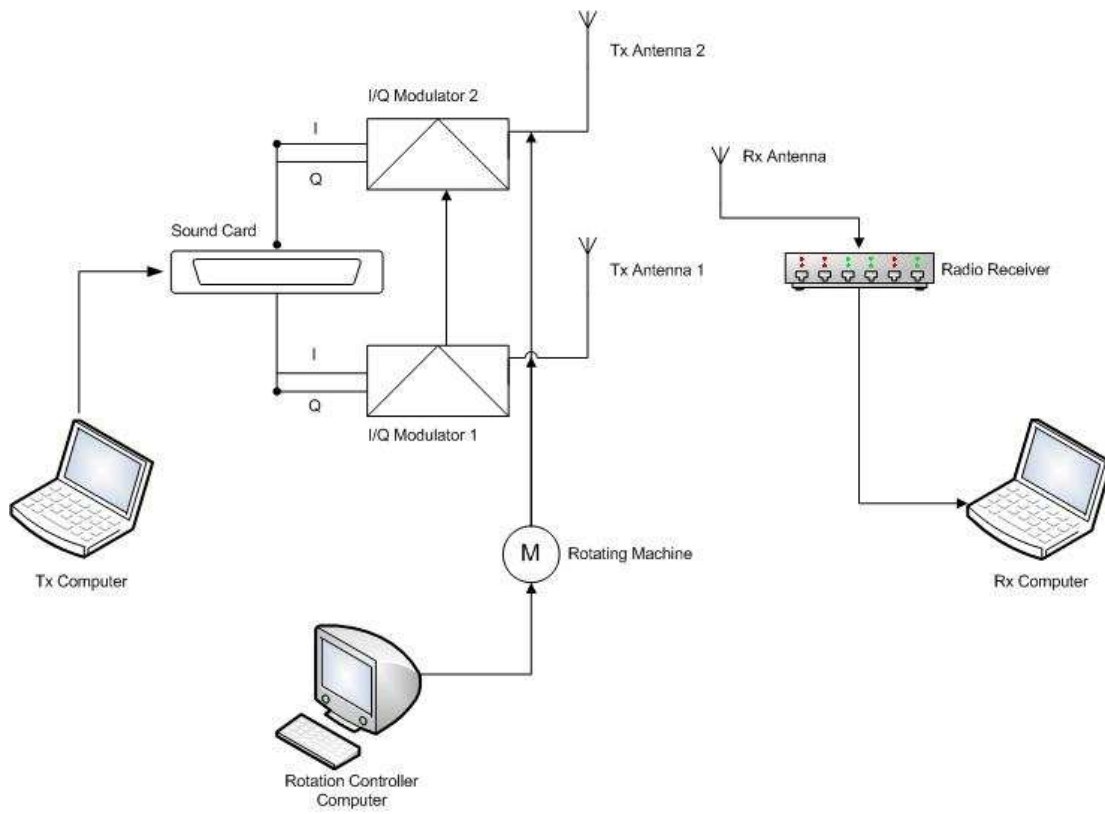 Tx Antenna 2
I/Q Modulator 2
I
Q
Rx Antenna
Sound Card
Tx Antenna 1
Radio Receiver
I
Q
I/Q Modulator 1
M
Rotating Machine
Tx Computer
Rx Computer
Rotation Controller
Computer